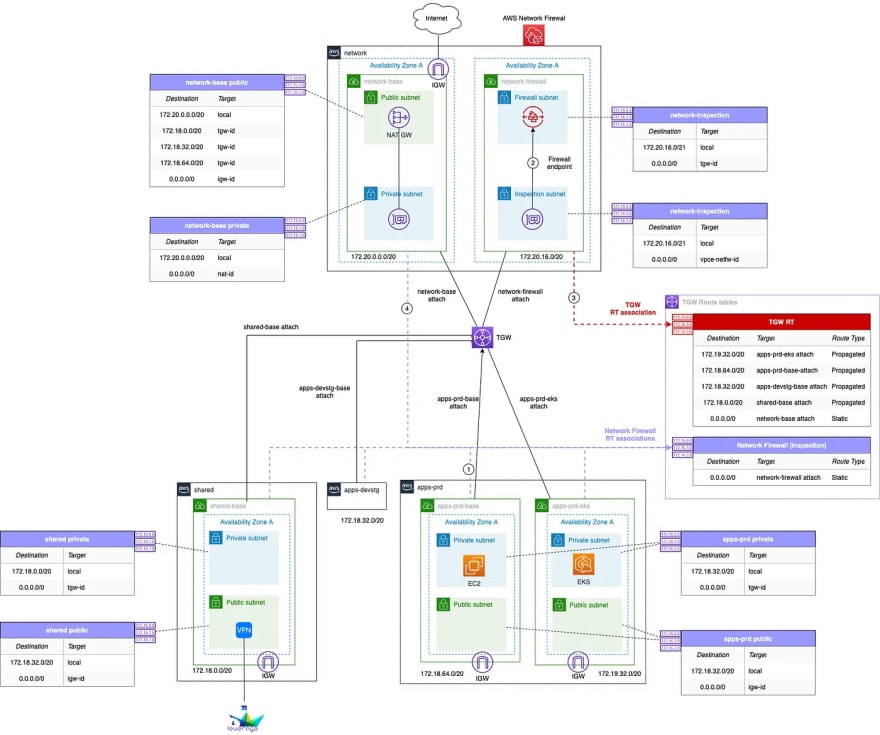 Internet
AWS Network Firewal
aws network
Availability Zone A
Availability Zone A
network-base
network-firewall
IGW
Public subnet
Firewall subnet
NAT GW
2
Firewall
endpoint
Private subnet
Inspection subnet
172.20.0.0/20
172.20.16.0/20
network-base public
Destination Target
172.20.0.0/20 local
172.18.0/20 tgw-id
172.18.32.0/20 tgw-id
172.18.64.0/20 tgw-id
0.0.0.0/0 igw-id
network-base private
Destination Target
172.20.0.0/20 local
0.0.0.0/0 nat-id
network-inspection
Destination Target
172.20.16.0/21 local
0.0.0.0/0 tgw-id
network-inspection
Destination Target
172.20.16.0/21 local
0.0.0.0/0 vpce-netfw-id
network-base
attach
network-firewall
attach
4
3
TGW
RT association
shared-base attach
TGW
apps-devstg-base
attach
apps-prd-base
attach
apps-prd-eks
attach
TGW Route tables
TGW RT
Destination Target Route Type
172.19.32.0/20 apps-prd-eks attach Propagated
172.18.64.0/20 apps-prd-base-attach Propagated
172.18.32.0/20 apps-devstg-base attach Propagated
172.18.0.0/20 shared-base attach Propagated
0.0.0.0/0 network-base attach Static
Network Firewall
RT associations
Network Firewall (Inspection)
Destination Target Route Type
0.0.0.0/0 network-firewall attach Static
1
aws shared
shared-base
Availability Zone A
Private subnet
Public subnet
VPN
172.18.0.0/20
IGW
leverage
aws apps-devstg
172.18.32.0/20
aws apps-prd
apps-prd-base
apps-prd-eks
Availability Zone A
Availability Zone A
Private subnet
Private subnet
EC2
EKS
Public subnet
Public subnet
172.18.64.0/20
IGW
IGW
172.19.32.0/20
shared private
Destination Target
172.18.0/20 local
0.0.0.0/0 tgw-id
shared public
Destination Target
172.18.32.0/20 local
0.0.0.0/0 igw-id
apps-prd private
Destination Target
172.18.32.0/20 local
0.0.0.0/0 tgw-id
apps-prd public
Destination Target
172.18.32.0/20 local
0.0.0.0/0 igw-id